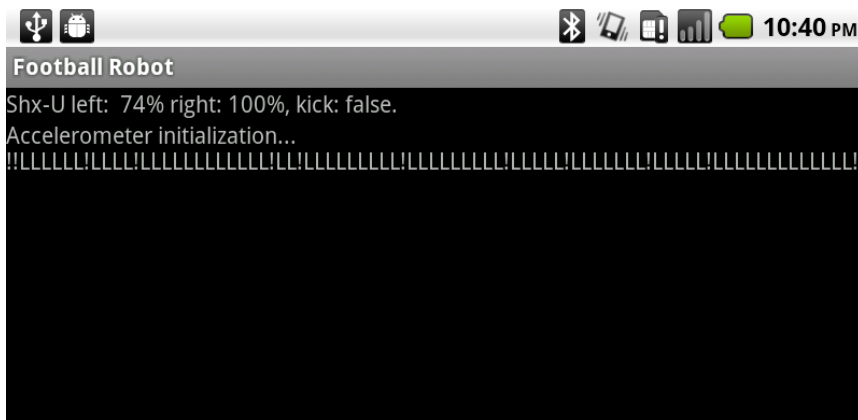 10:40 PM
Football Robot
Shx-U left: 74% right: 100%, kick: false.
Accelerometer initialization...
!!LLLLLL!LLLL!LLLLLLLLLLLL!LL!LLLLLLLLL!LLLLLLLLL!LLLLL!LLLLLLL!LLLLL!LLLLLLLLLLLLL!